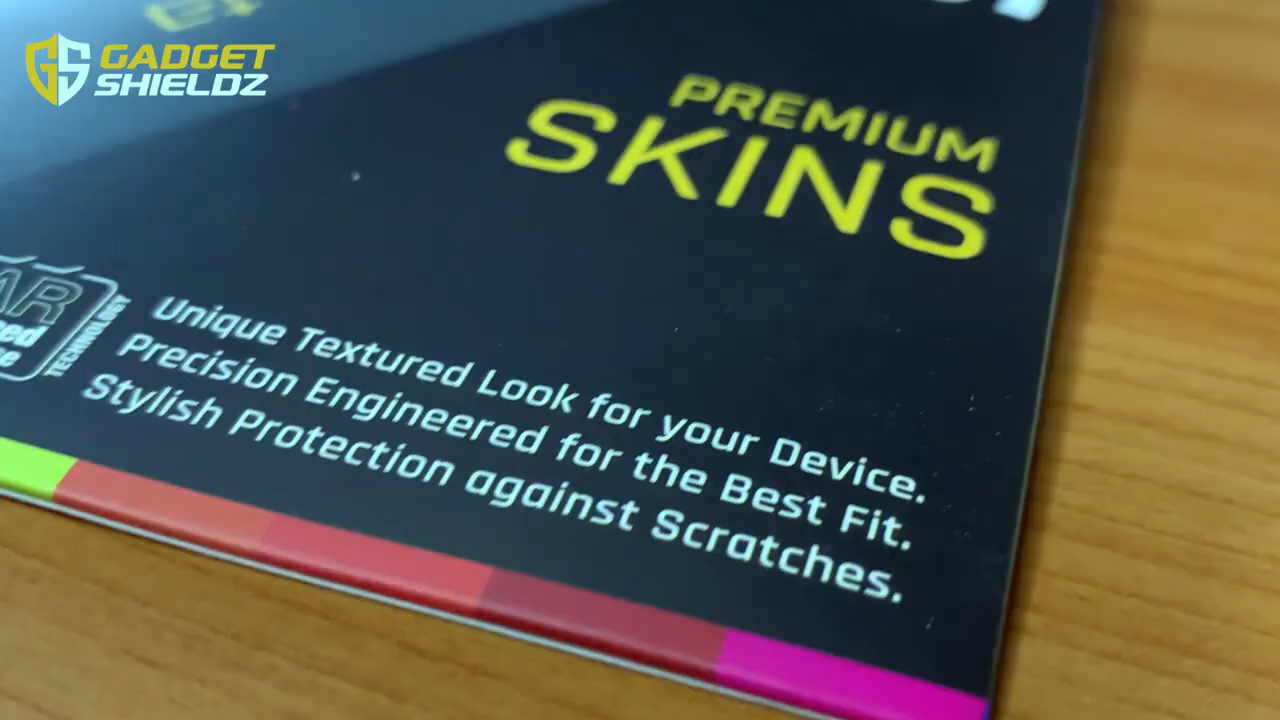 GADGET
SHIELDZ
PREMIUM
SKINS
TECHNOLOGY
Unique Textured Look for your Device.
Precision Engineered for the Best Fit.
Stylish Protection against Scratches.